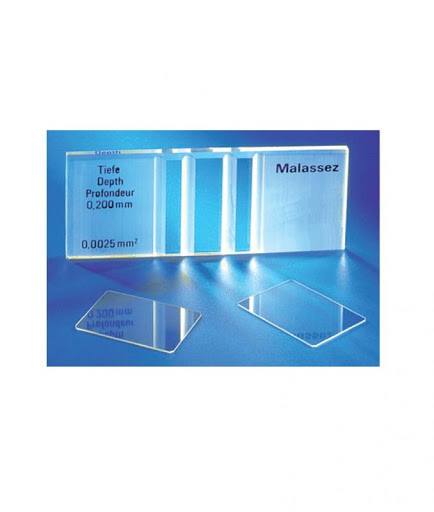 Tiefe
Depth
Profondeur
0,200 mm
0,0025 mm²
Malassez